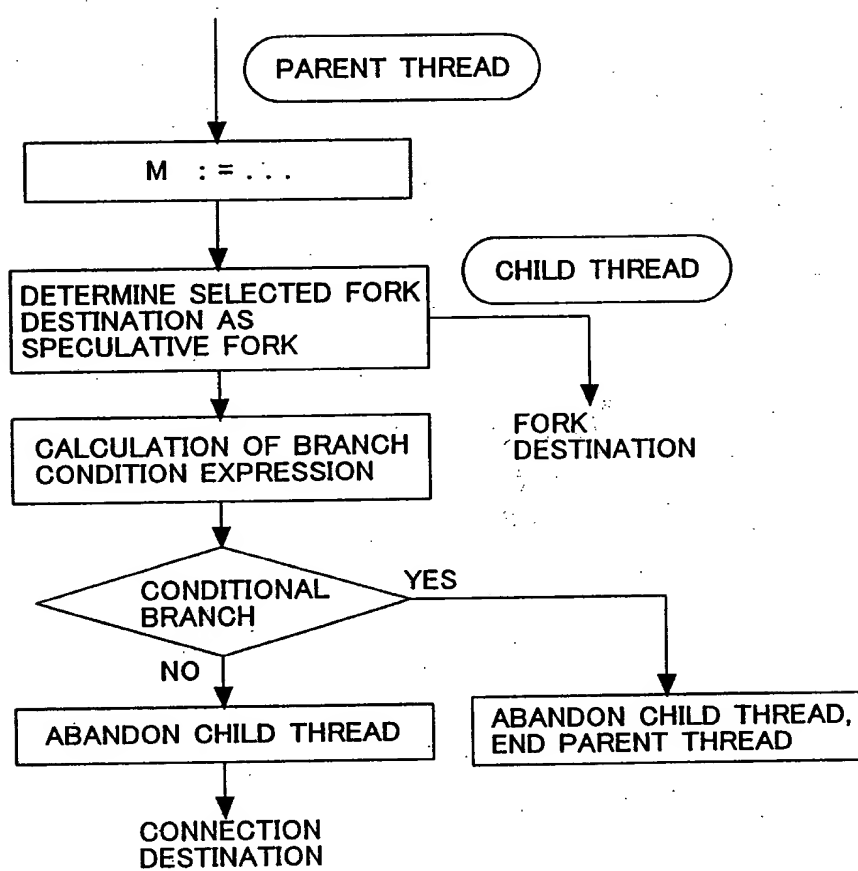 PARENT THREAD
M := ...
DETERMINE SELECTED FORK
DESTINATION AS
SPECULATIVE FORK
CHILD THREAD
FORK
DESTINATION
CALCULATION OF BRANCH
CONDITION EXPRESSION
CONDITIONAL
BRANCH
YES
NO
ABANDON CHILD THREAD
ABANDON CHILD THREAD,
END PARENT THREAD
CONNECTION
DESTINATION